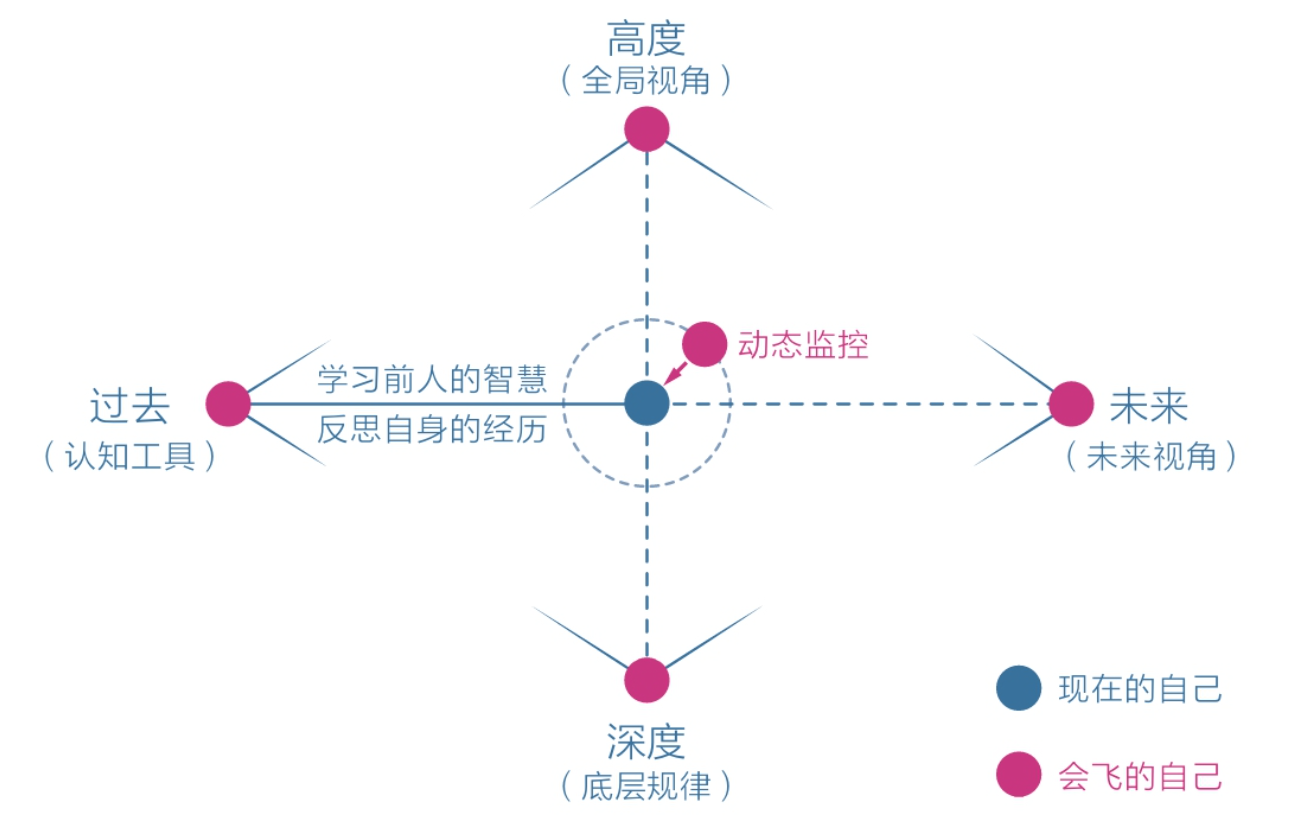 高度
（全局视角）
动态监控
学习前人的智慧
过去
未来
反思自身的经历
（认知工具）
（未来视角）
现在的自己
深度
会飞的自己
（底层规律）